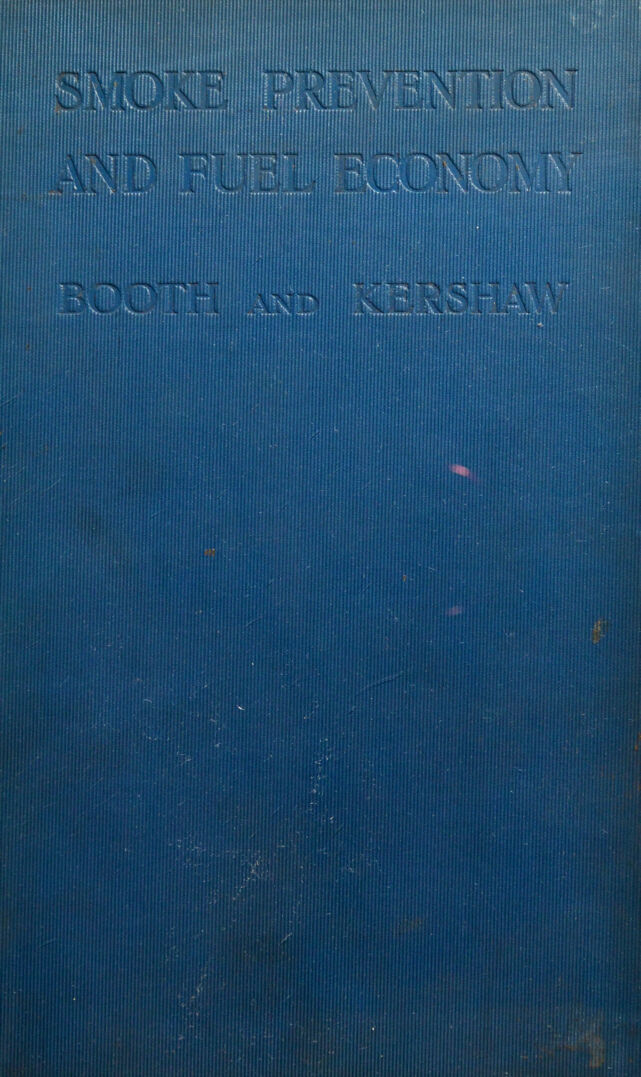 SMOKE PREVENTION
AND FUEL ECONOMY
BOOTH AND KERSHAW